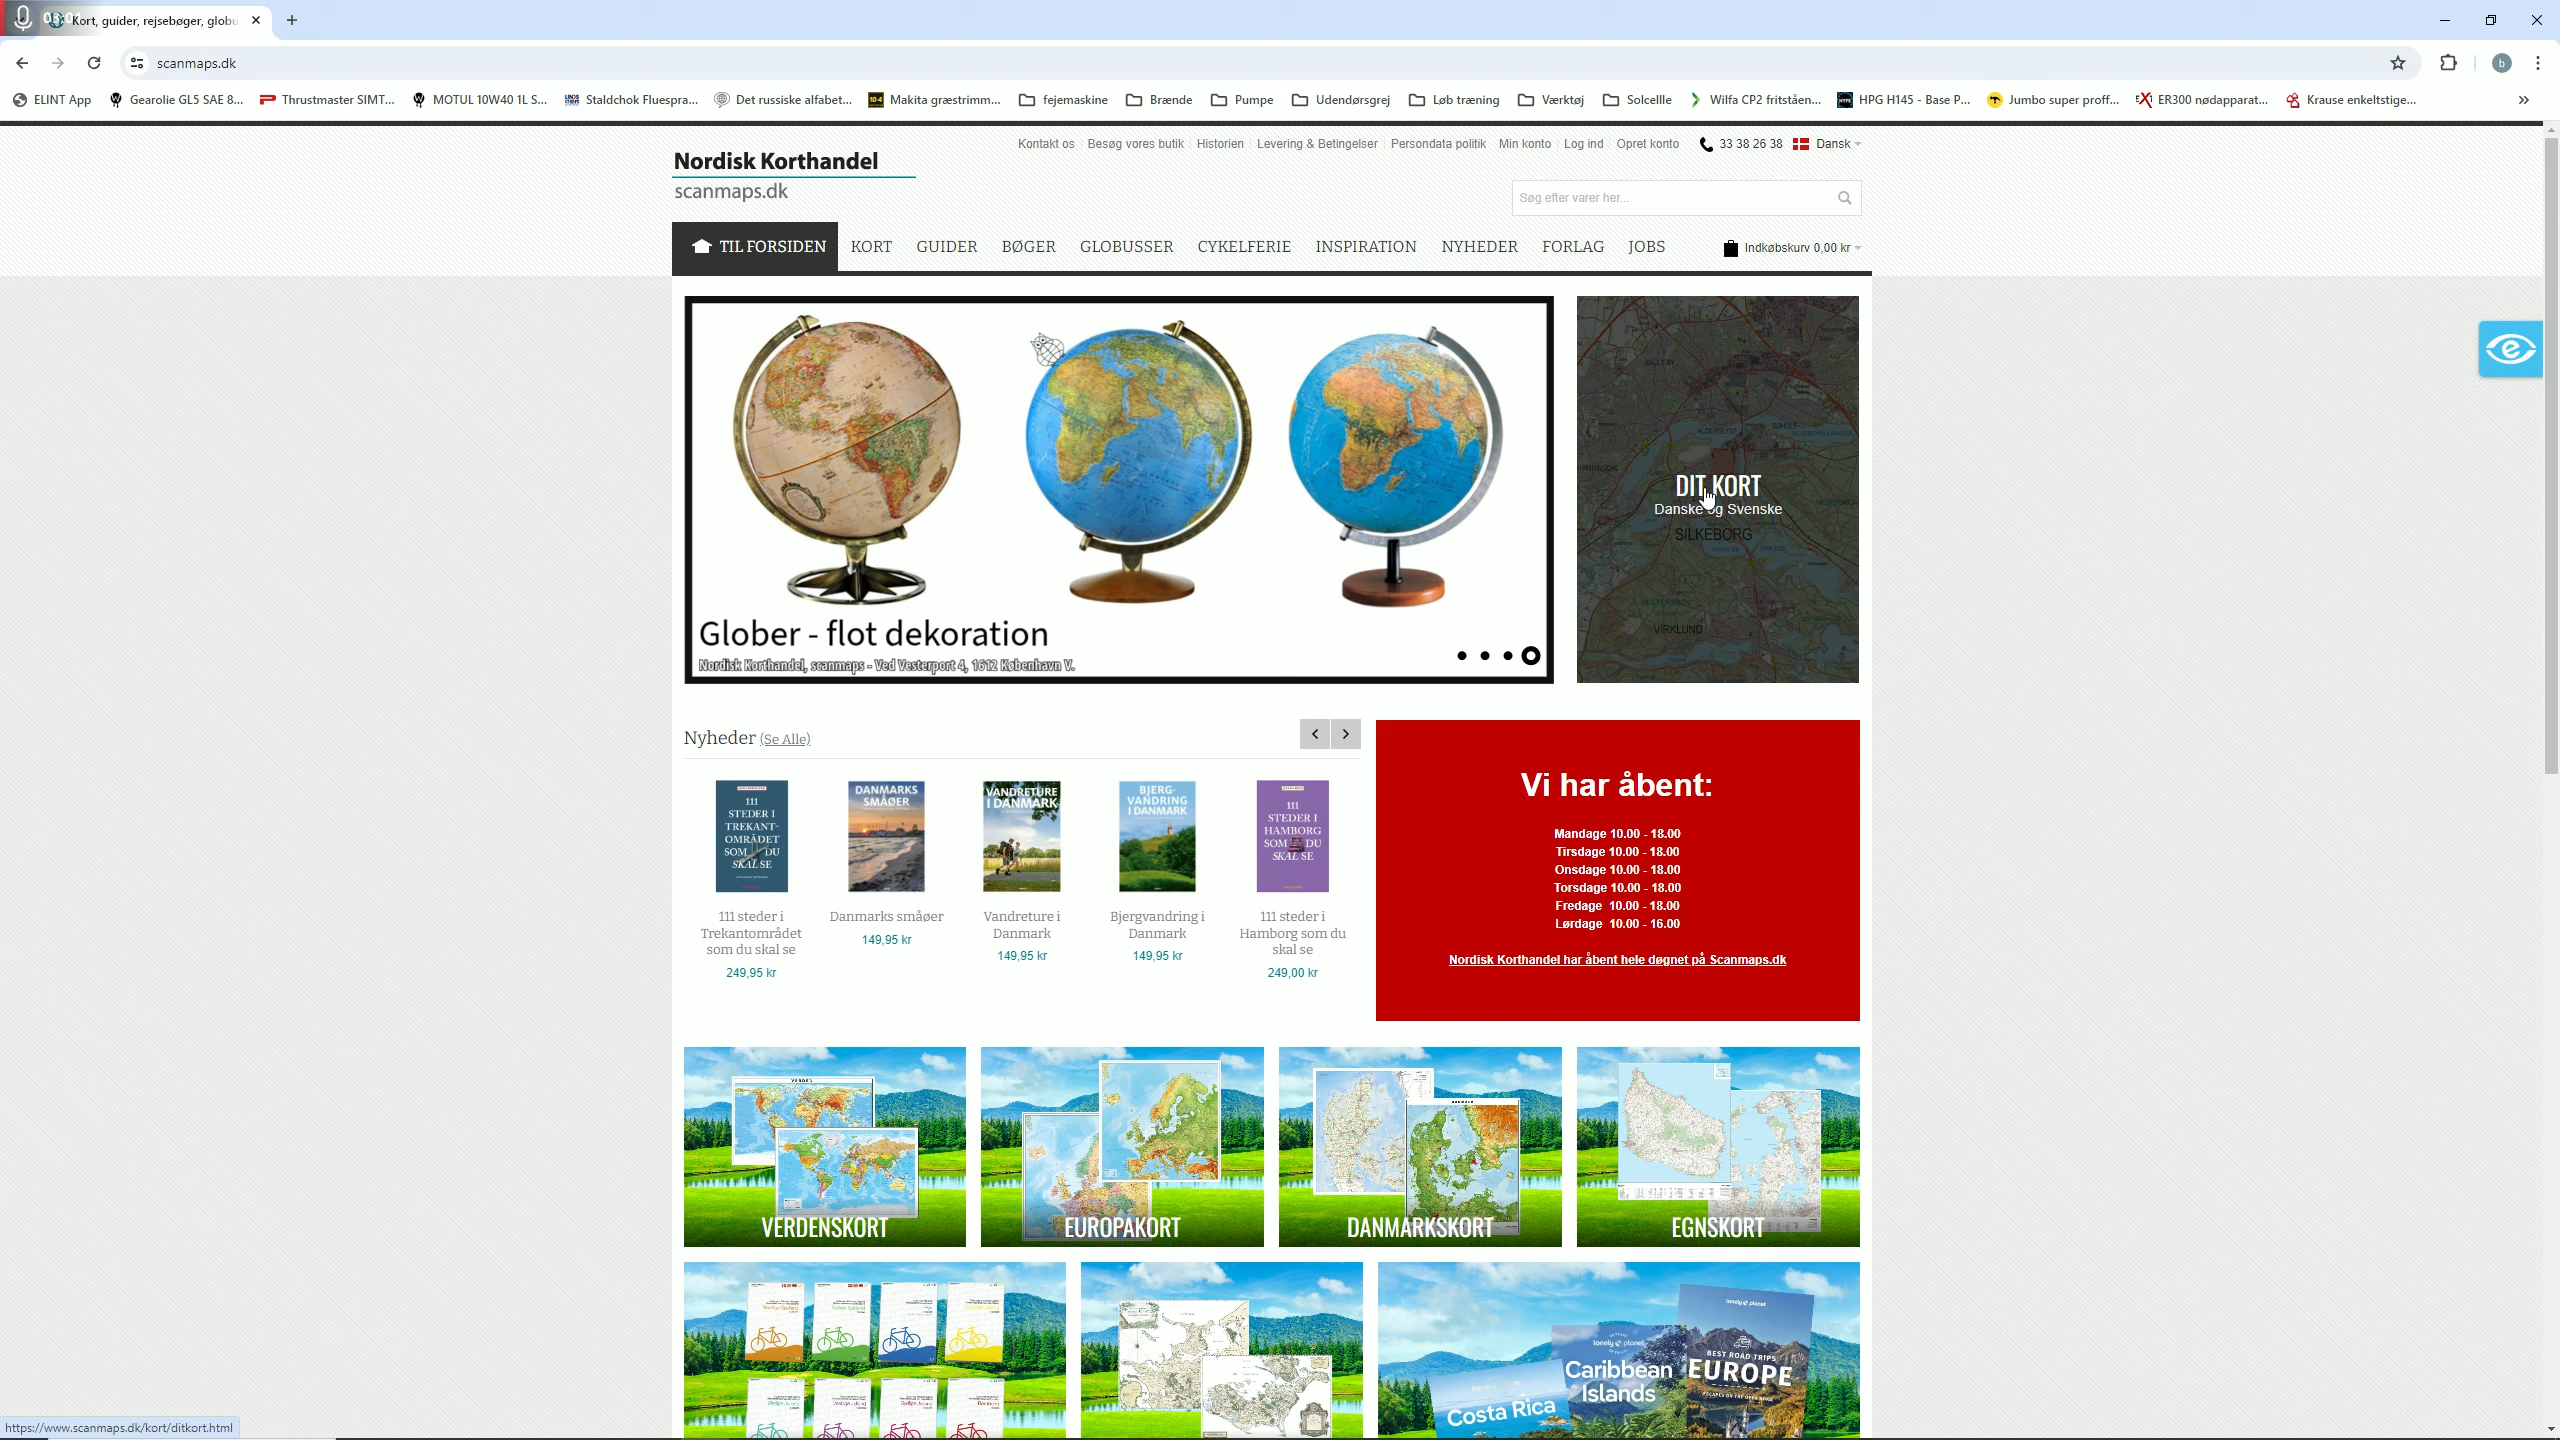 Kort, guider, rejsebøger, globu
scanmaps.dk
ELINT App
Gearolie GL5 SAE 8...
Thrustmaster SIMT...
MOTUL 10W40 1L S...
Staldchok Fluespra...
Det russiske alfabet...
Makita græstrimm...
fejemaskine
Brænde
Pumpe
Udendørsgrej
Løb træning
Værktøj
Solcellle
Wilfa CP2 fritståen...
HPG H145 - Base P...
Jumbo super proff...
ER300 nødapparat...
Krause enkeltstige...
Kontakt os
Besøg vores butik
Historien
Levering & Betingelser
Persondata politik
Min konto
Log ind
Opret konto
33 38 26 38
Dansk
Nordisk Korthandel
scanmaps.dk
Søg efter varer her...
TIL FORSIDEN
KORT
GUIDER
BØGER
GLOBUSSER
CYKELFERIE
INSPIRATION
NYHEDER
FORLAG
JOBS
Indkøbskurv 0,00 kr
Glober - flot dekoration
Nordisk Korthandel, scanmaps - Ved Vesterport 4, 1612 København V.
DIT KORT
Danske og Svenske
SILKEBORG
VIRKLUND
Nyheder (Se Alle)
111
STEDER I
TREKANT-
OMRÅDET
SOM DU
SKAL SE
DANMARKS
SMÅØER
VANDRETURE
I DANMARK
BJERG-
VANDRING
I DANMARK
111
STEDER I
HAMBORG
SOM DU
SKAL SE
111 steder i
Trekantområdet
som du skal se
249,95 kr
Danmarks småøer
149,95 kr
Vandreture i
Danmark
149,95 kr
Bjergvandring i
Danmark
149,95 kr
111 steder i
Hamborg som du
skal se
249,00 kr
Vi har åbent:
Mandage 10.00 - 18.00
Tirsdage 10.00 - 18.00
Onsdage 10.00 - 18.00
Torsdage 10.00 - 18.00
Fredage 10.00 - 18.00
Lørdage 10.00 - 16.00
Nordisk Korthandel har åbent hele døgnet på Scanmaps.dk
VERDENSKORT
EUROPAKORT
DANMARKSKORT
EGNSKORT
lonely planet
Costa Rica
lonely planet
Caribbean
Islands
lonely planet
BEST ROAD TRIPS
EUROPE
https://www.scanmaps.dk/kort/ditkort.html